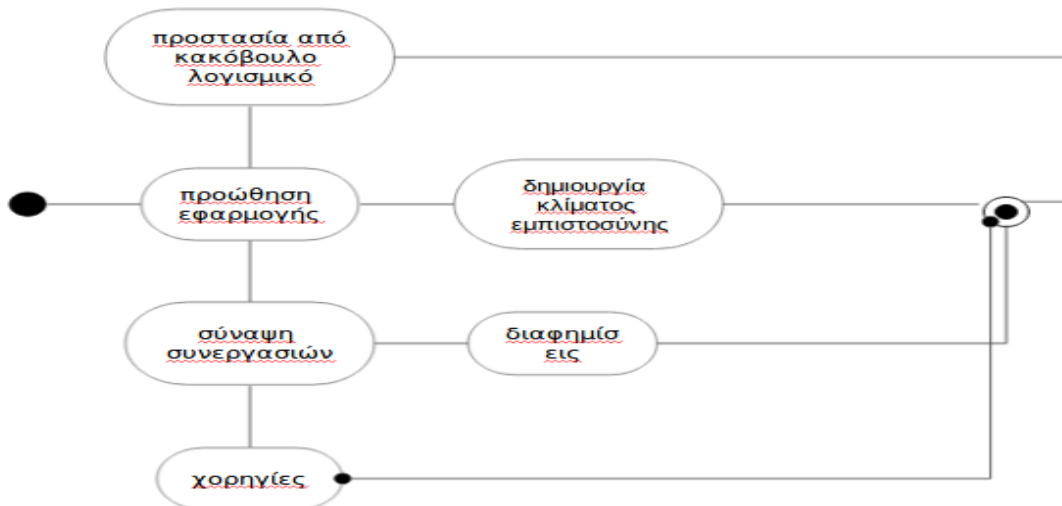 προστασία από
κακόβουλο
λογισμικό
προώθηση
εφαρμογής
δημιουργία
κλίματος
εμπιστοσύνης
σύναψη
συνεργασιών
διαφημίσ
εις
χορηγίες